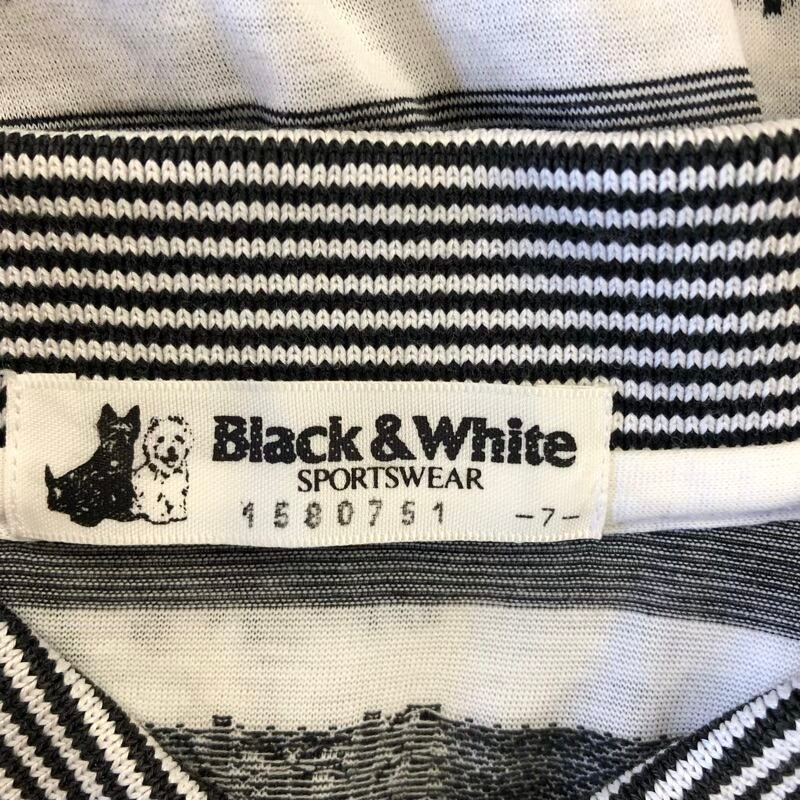 Black & White
SPORTSWEAR
1580751 -7-